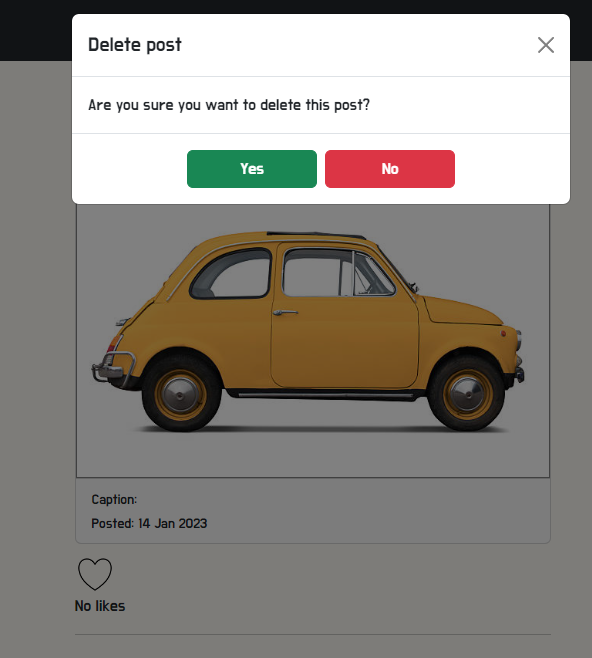 Delete post
Are you sure you want to delete this post?
Yes
No
Caption:
Posted: 14 Jan 2023
No likes